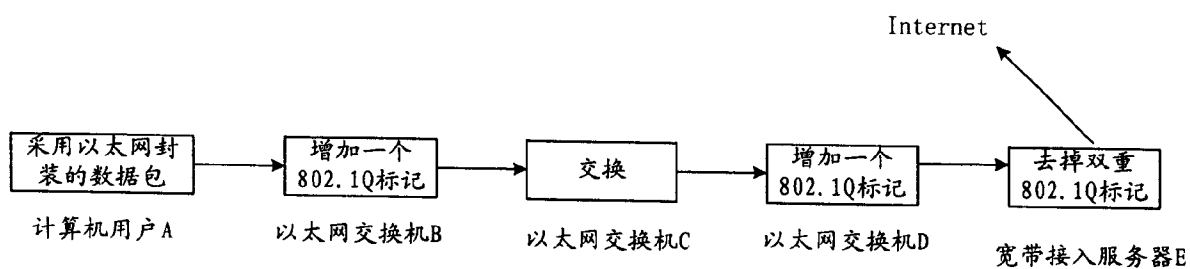 Internet
采用以太网封
装的数据包
增加一个
802.1Q标记
交换
增加一个
802.1Q标记
去掉双重
802.1Q标记
计算机用户A
以太网交换机B
以太网交换机C
以太网交换机D
宽带接入服务器E